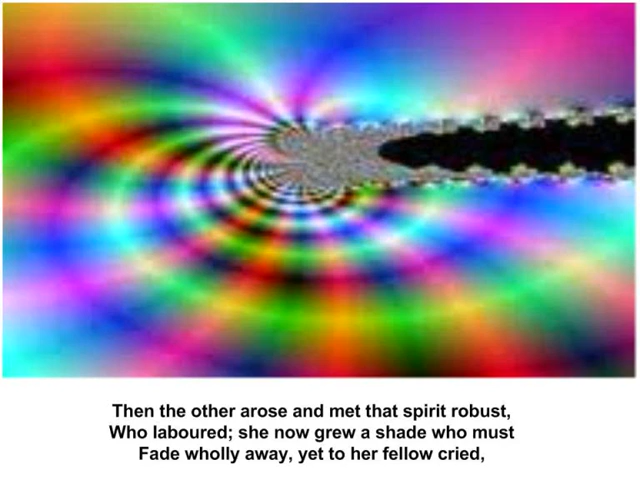 Then the other arose and met that spirit robust,
Who laboured; she now grew a shade who must
Fade wholly away, yet to her fellow cried,